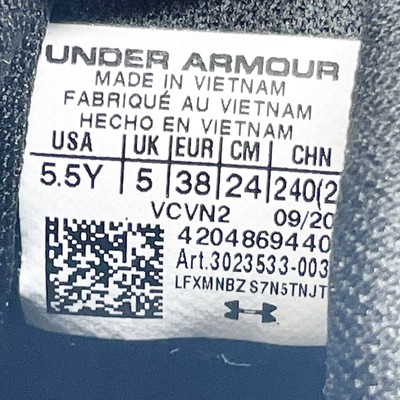 UNDER ARMOUR
MADE IN VIETNAM
FABRIQUÉ AU VIETNAM
HECHO EN VIETNAM
USA UK EUR CM CHN
5.5Y 5 38 24 240(2
VCVN2 09/20
4204869440
Art.3023533-003
LFXMNBZ S7N5TNJT